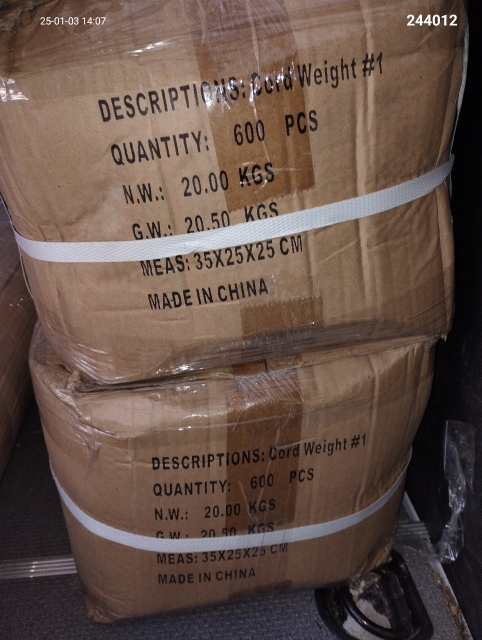 25-01-03 14:07
244012
DESCRIPTIONS: Cord Weight #1
QUANTITY: 600 PCS
N.W.: 20.00 KGS
G.W.: 20.50 KGS
MEAS: 35X25X25 CM
MADE IN CHINA
DESCRIPTIONS: Cord Weight #1
QUANTITY: 600 PCS
N.W.: 20.00 KGS
G.W.: 20.50 KGS
MEAS: 35X25X25 CM
MADE IN CHINA